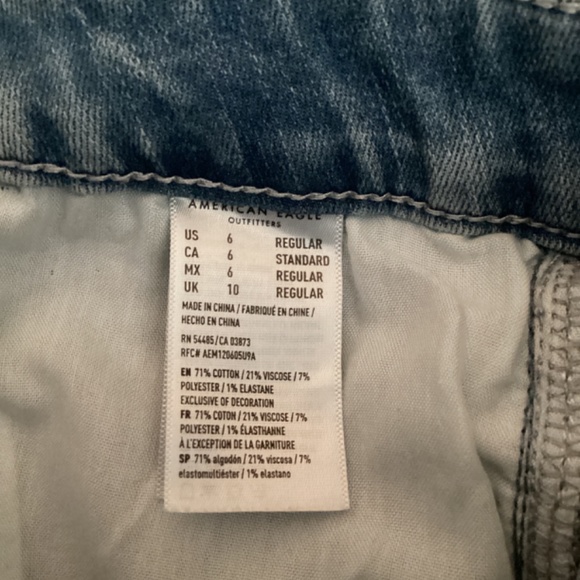 AMERICAN EAGLE
OUTFITTERS
US 6 REGULAR
CA 6 STANDARD
MX 6 REGULAR
UK 10 REGULAR
MADE IN CHINA / FABRIQUÉ EN CHINE /
HECHO EN CHINA
RN 54485/CA 03873
RFC# AEM120605U9A
EN 71% COTTON / 21% VISCOSE / 7%
POLYESTER / 1% ELASTANE
EXCLUSIVE OF DECORATION
FR 71% COTON / 21% VISCOSE / 7%
POLYESTER / 1% ÉLASTHANNE
À L'EXCEPTION DE LA GARNITURE
SP 71% algodón / 21% viscosa / 7%
elastomultiéster / 1% elastano